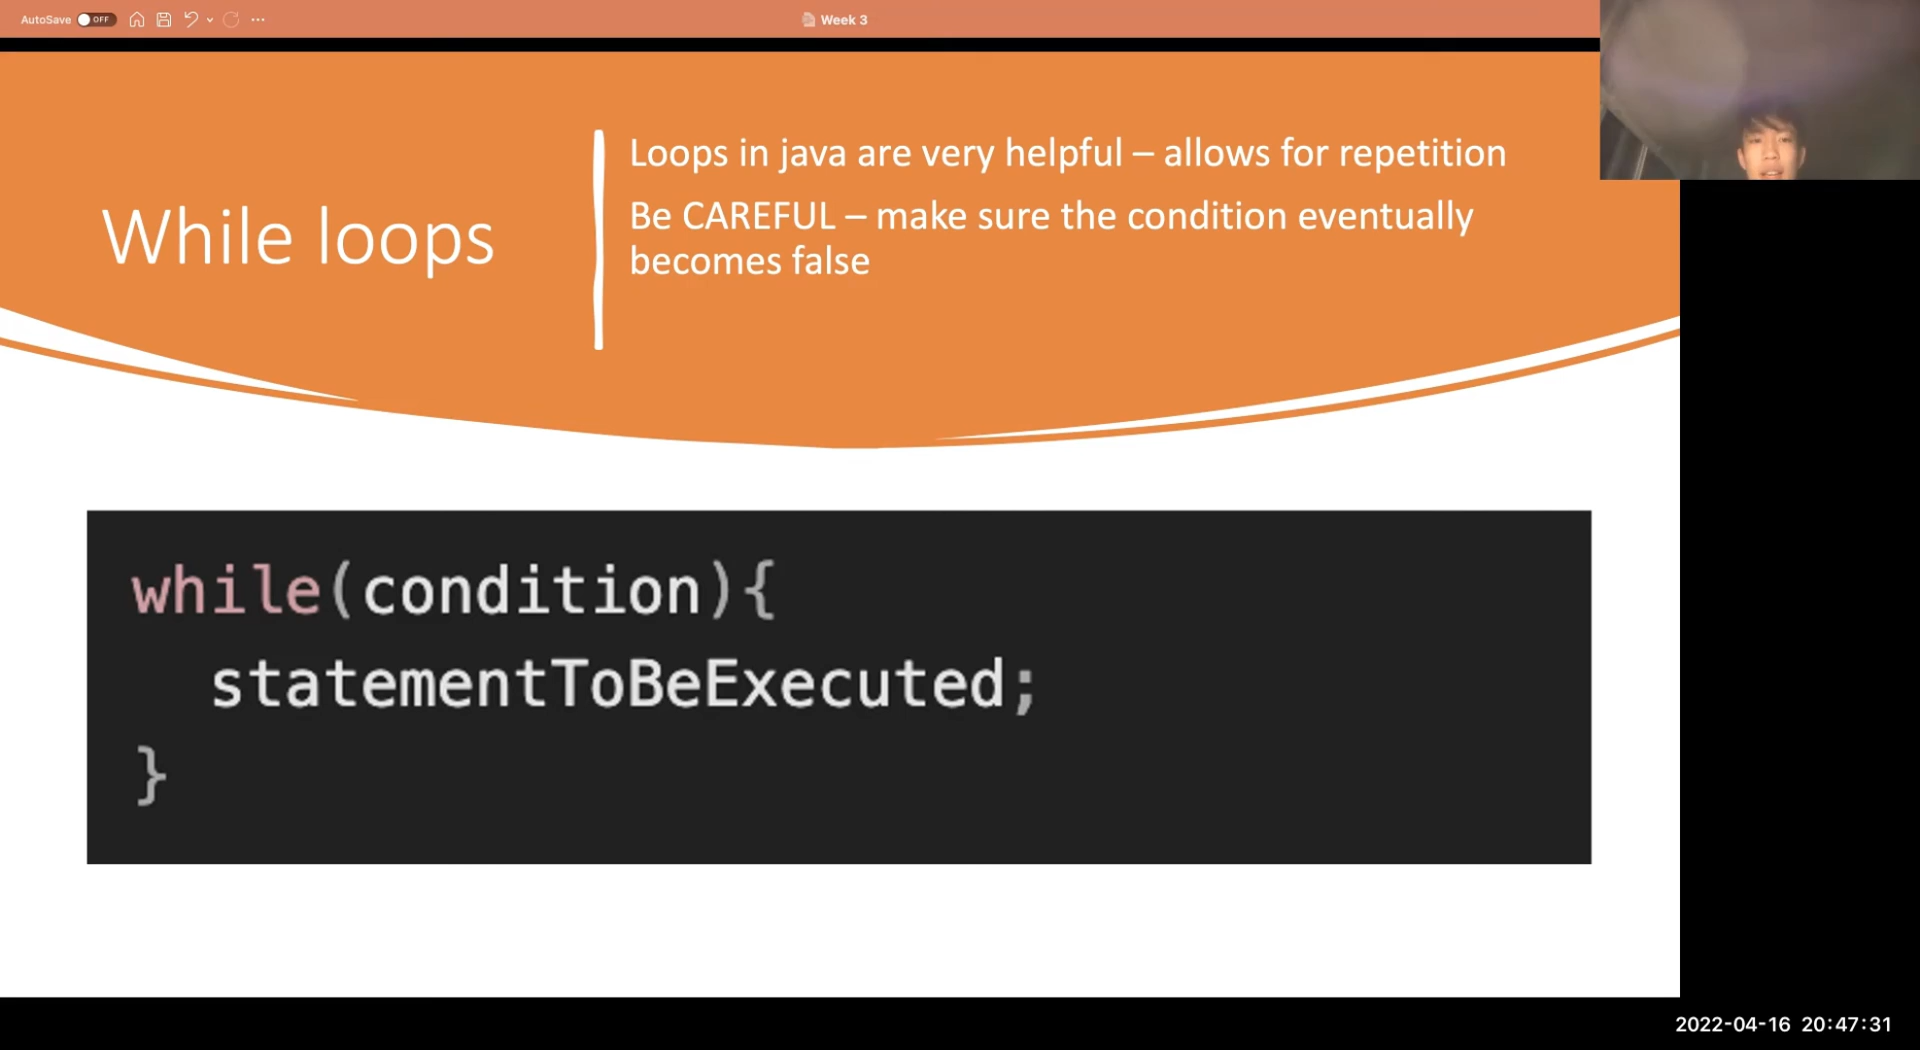 AutoSave OFF Week 3
While loops
Loops in java are very helpful – allows for repetition
Be CAREFUL – make sure the condition eventually
becomes false
while(condition){
statementToBeExecuted;
}
2022-04-16 20:47:31